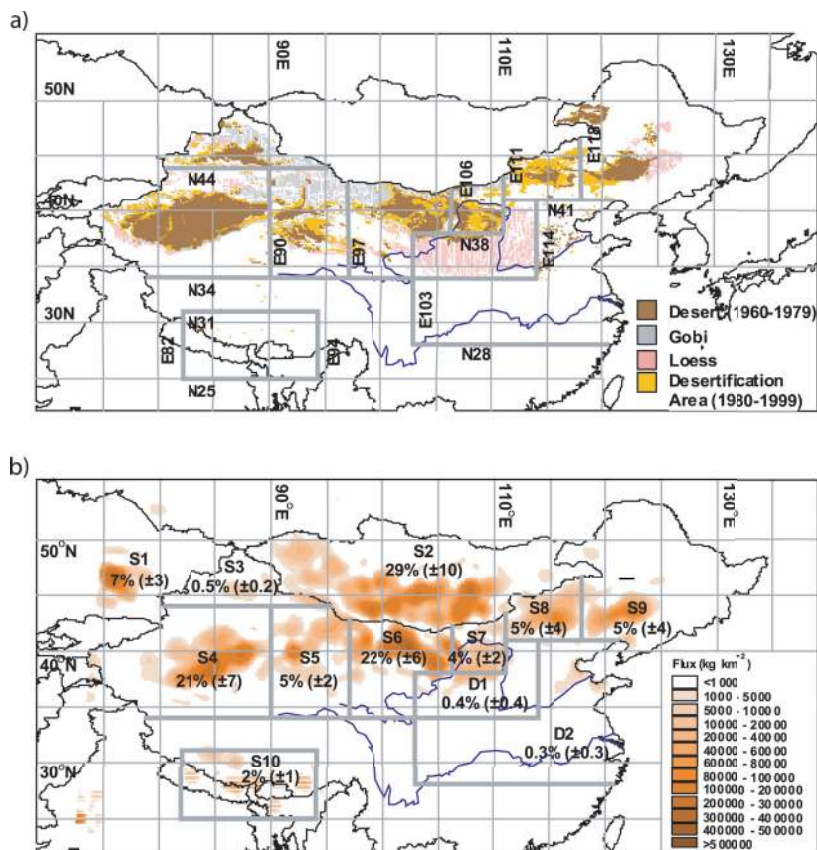 a)
90E
110E
130E
50N
E118
E111
E106
N44
40N
N41
E90
E97
N38
E114
N34
30N
N31
E103
E82
E94
N28
N25
Desert (1960-1979)
Gobi
Loess
Desertification
Area (1980-1999)
b)
90°E
110°E
130°E
50°N
S1
7% (±3)
S3
0.5% (±0.2)
S2
29% (±10)
S8
5% (±4)
S9
5% (±4)
S4
21% (±7)
S5
5% (±2)
S6
22% (±6)
S7
4% (±2)
40°N
D1
0.4% (±0.4)
D2
0.3% (±0.3)
30°N
S10
2% (±1)
Flux (kg km⁻²)
<1000
1000 - 5000
5000 - 10000
10000 - 20000
20000 - 40000
40000 - 60000
60000 - 80000
80000 - 100000
100000 - 200000
200000 - 300000
300000 - 400000
400000 - 500000
>500000